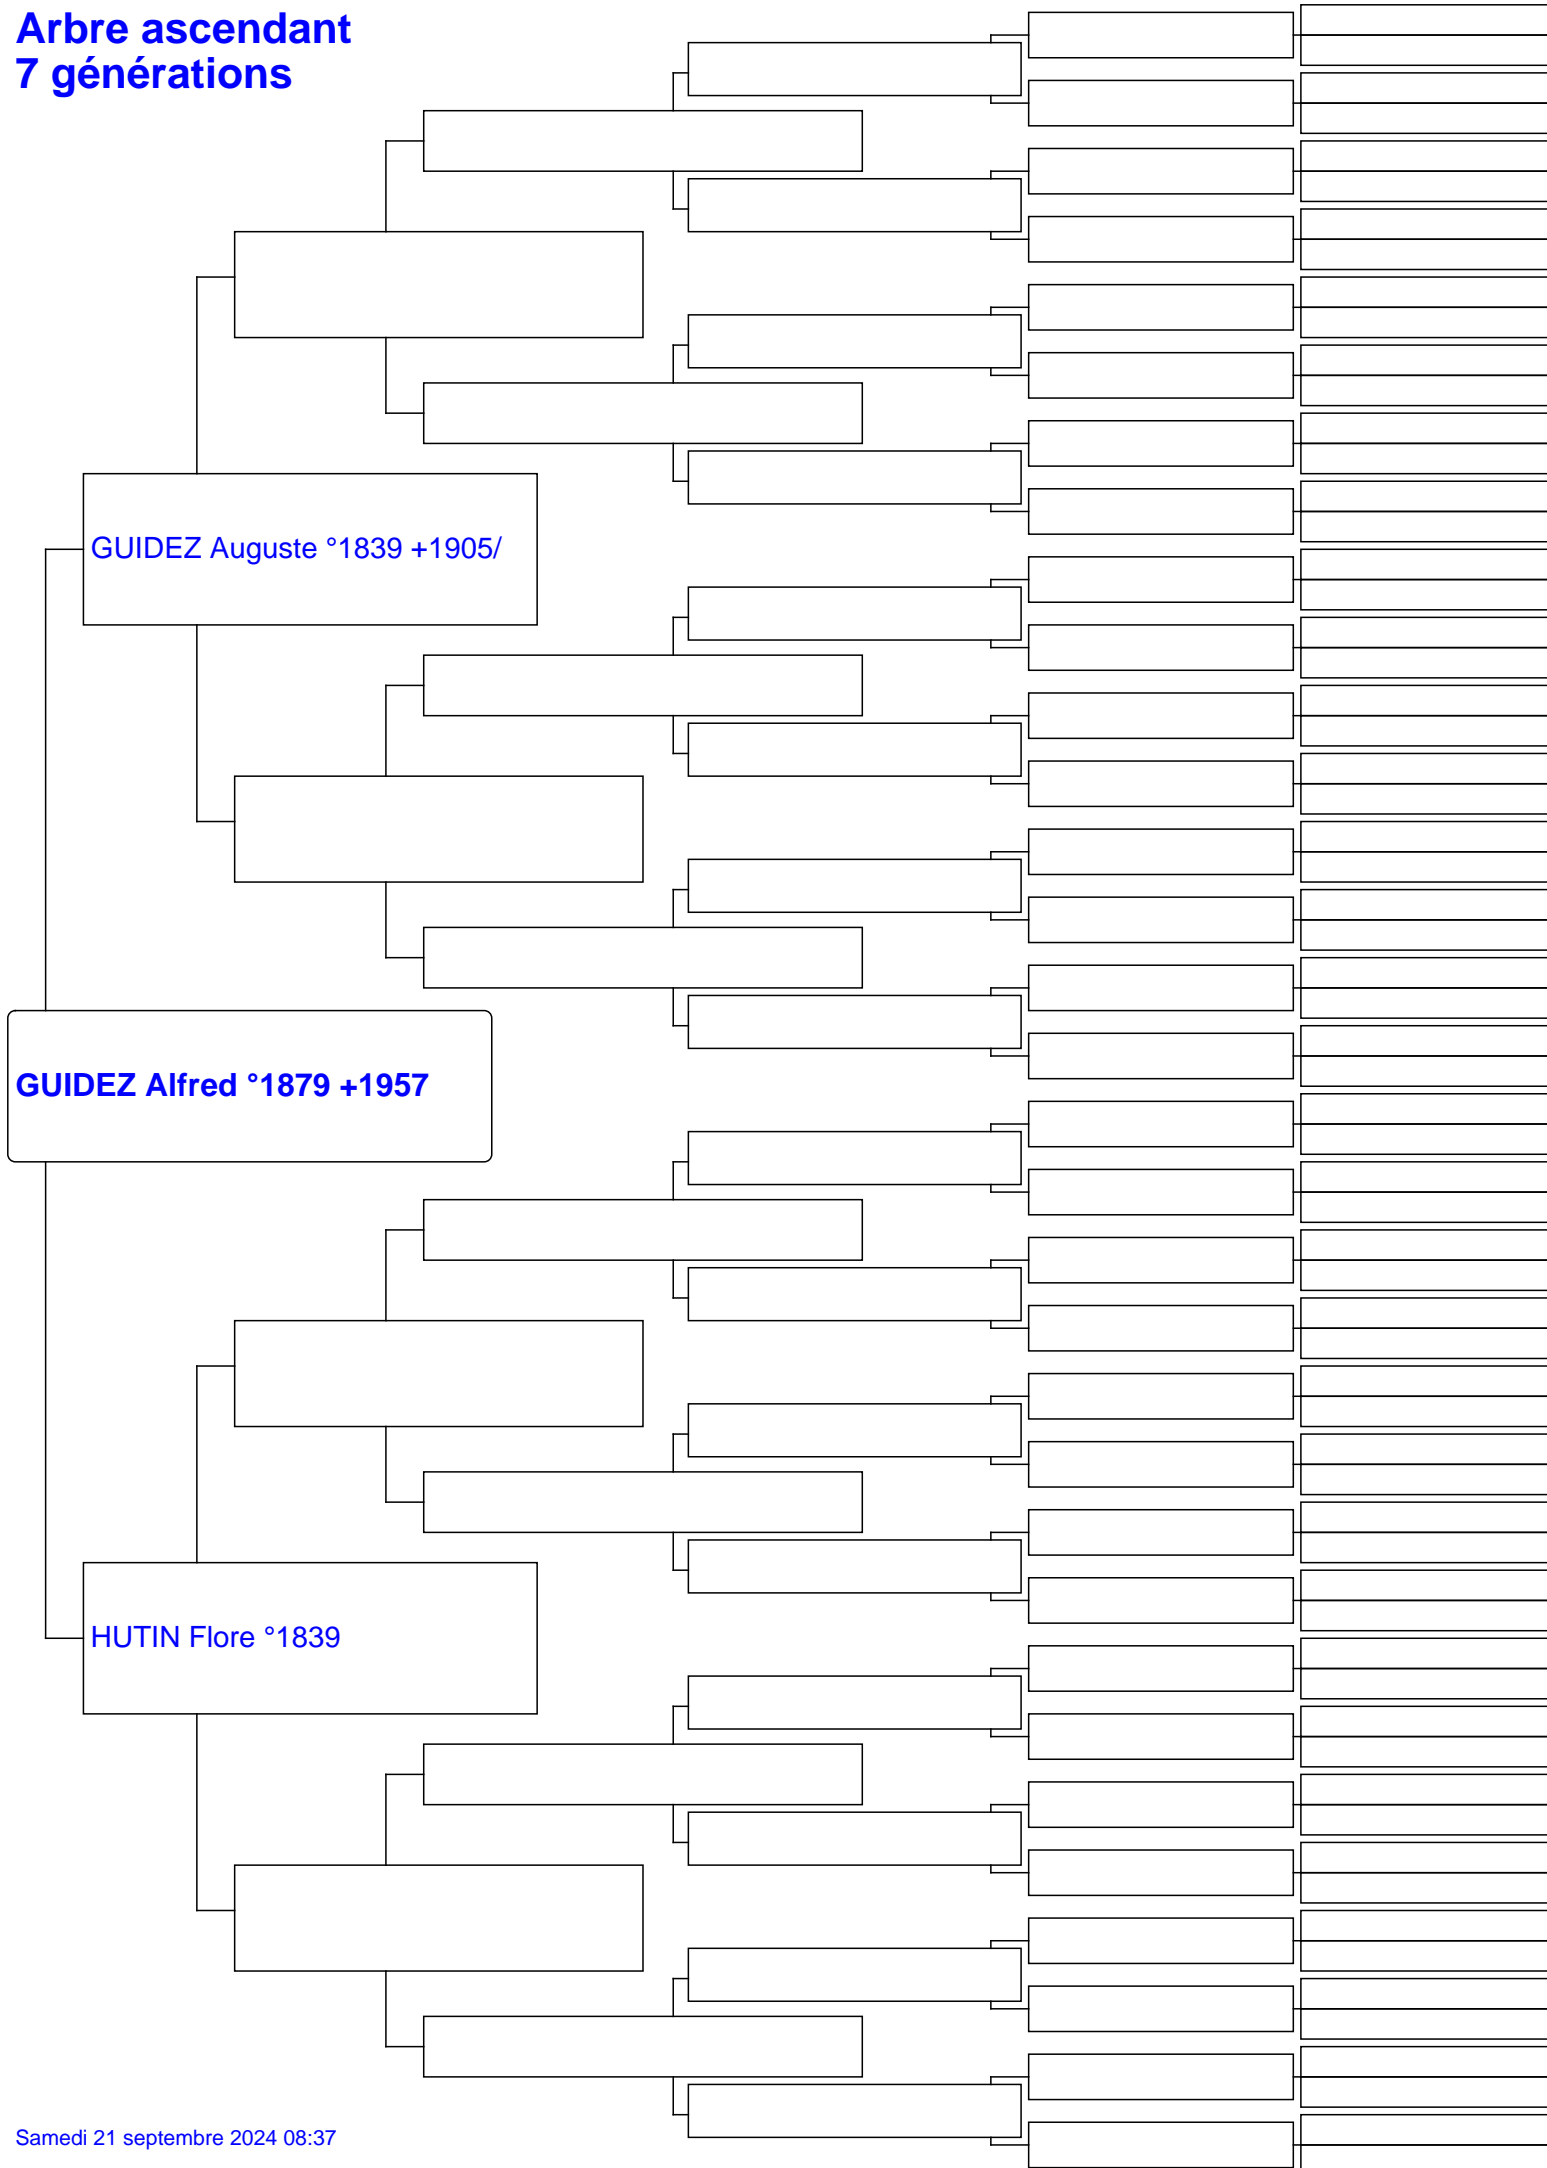 Arbre ascendant
7 générations
GUIDEZ Auguste °1839 +1905/
GUIDEZ Alfred °1879 +1957
HUTIN Flore °1839
Samedi 21 septembre 2024 08:37